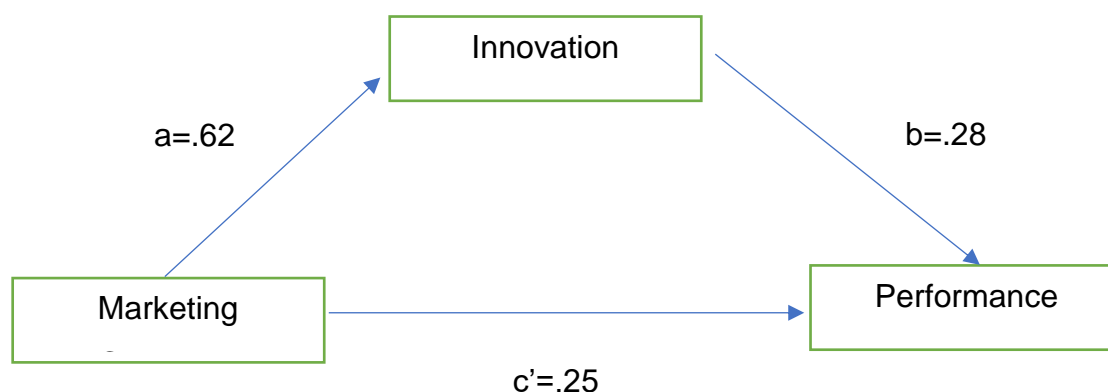 Innovation
a=.62
b=.28
Marketing
Performance
c’=.25